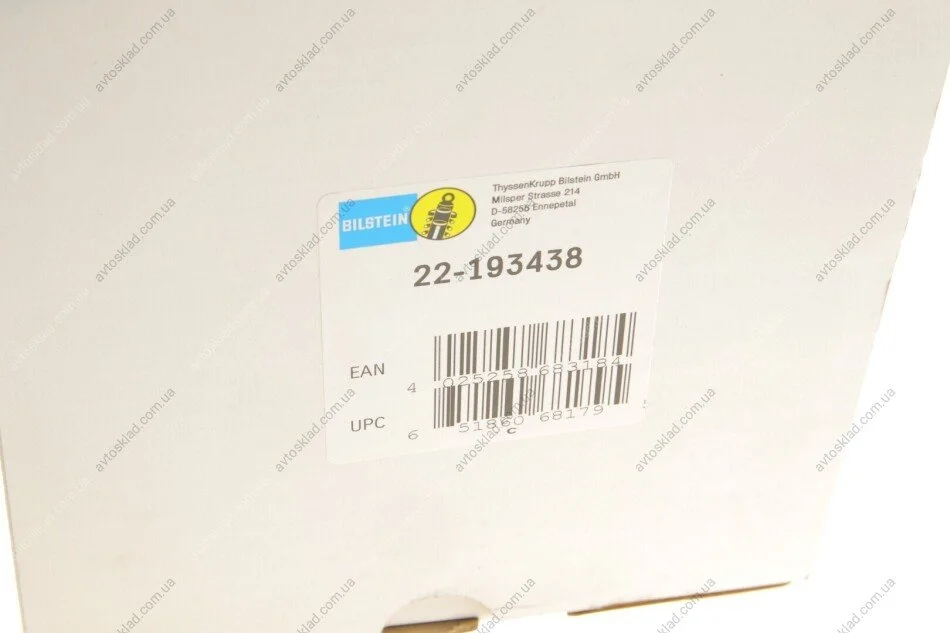 BILSTEIN®
ThyssenKrupp Bilstein GmbH
Milsper Strasse 214
D-58256 Ennepetal
Germany
22-193438
EAN
4 025258 683184
UPC
6 51860 68179
C
avtosklad.com.ua